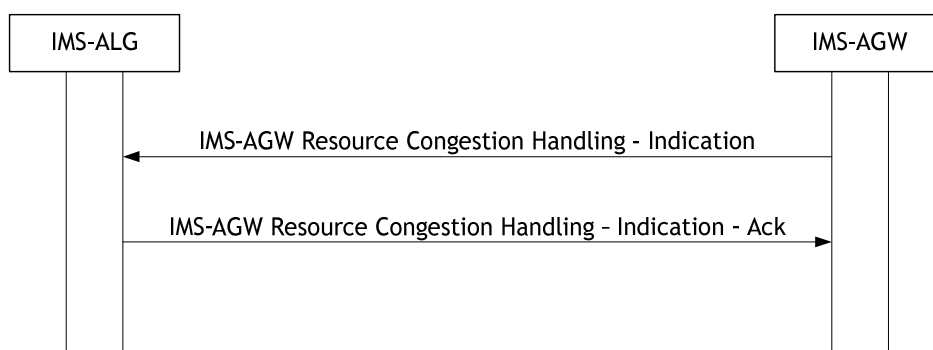 IMS-ALG
IMS-AGW
IMS-AGW Resource Congestion Handling - Indication
IMS-AGW Resource Congestion Handling – Indication - Ack